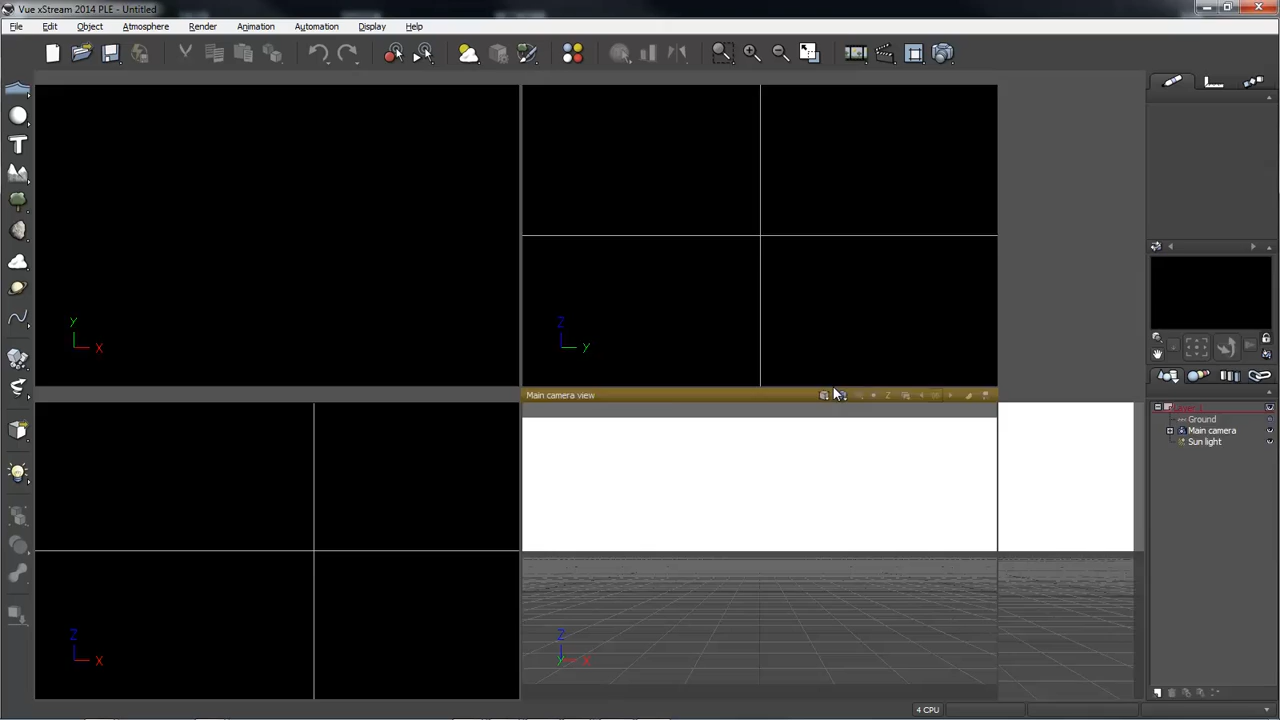 Vue xStream 2014 PLE - Untitled
File Edit Object Atmosphere Render Animation Automation Display Help
Y
X
Z
Y
Main camera view
Z
Ground
Main camera
Sun light
Z
X
Z
Y X
4 CPU